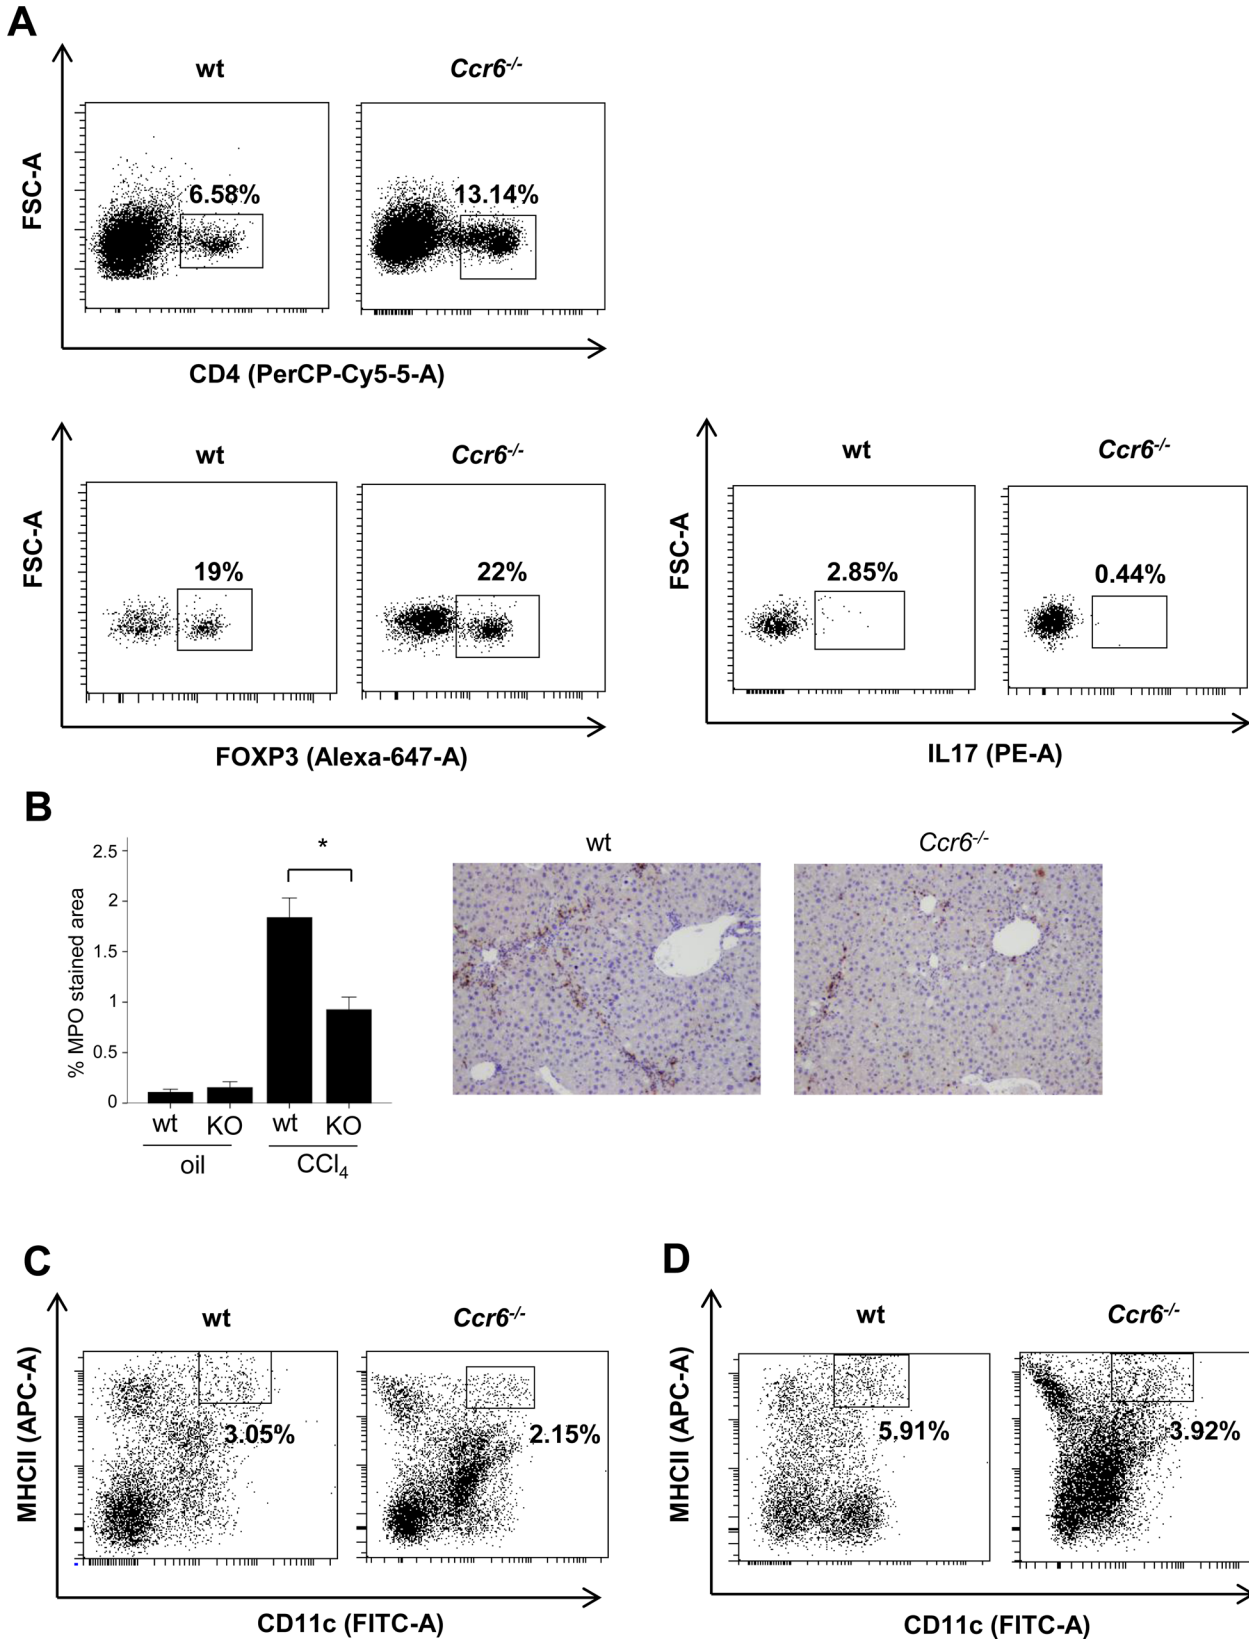 A
wt
Ccr6-/-
FSC-A
6.58%
13.14%
CD4 (PerCP-Cy5-5-A)
wt
Ccr6-/-
FSC-A
19%
22%
FOXP3 (Alexa-647-A)
wt
Ccr6-/-
FSC-A
2.85%
0.44%
IL17 (PE-A)
B
% MPO stained area
2.5
2
1.5
1
0.5
0
*
wt KO wt KO
oil CCl4
wt
Ccr6-/-
C
wt
Ccr6-/-
MHCII (APC-A)
3.05%
2.15%
CD11c (FITC-A)
D
wt
Ccr6-/-
MHCII (APC-A)
5.91%
3.92%
CD11c (FITC-A)